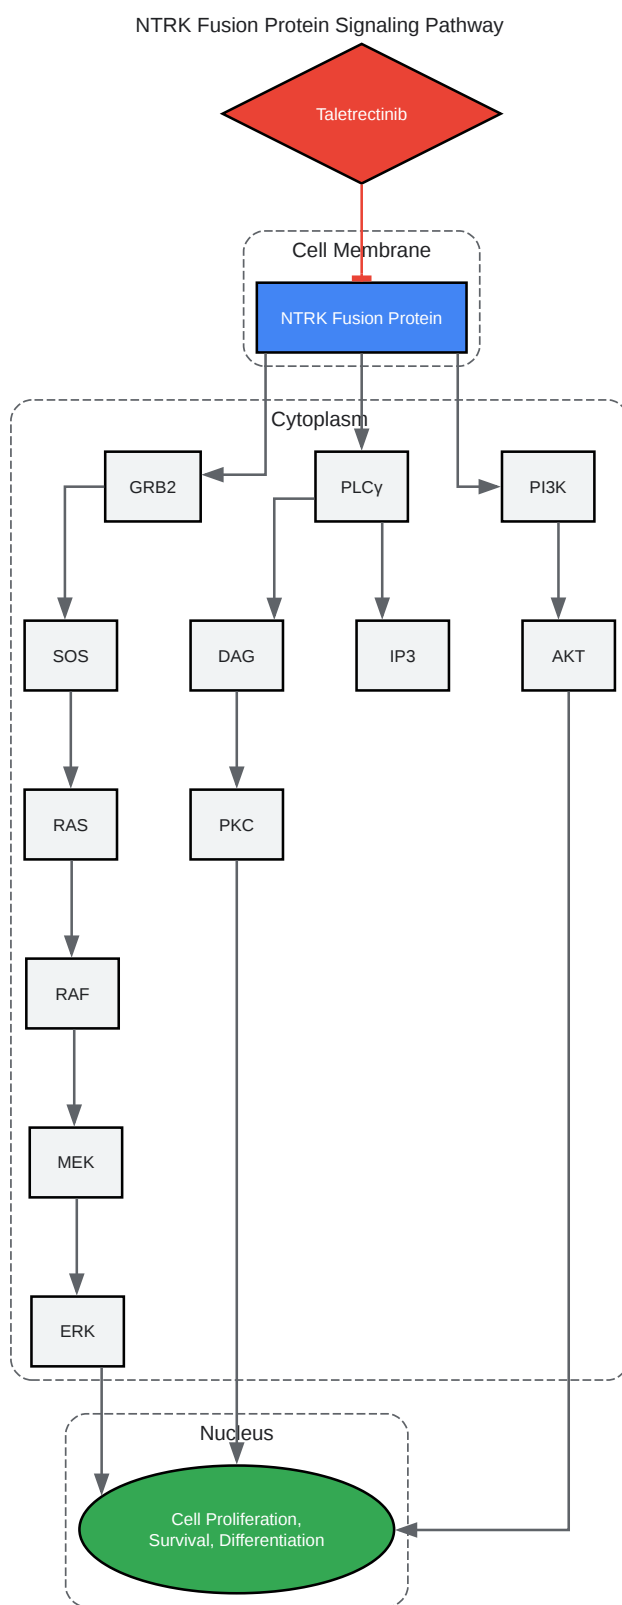 NTRK Fusion Protein Signaling Pathway
Taletrectinib
Cell Membrane
NTRK Fusion Protein
Cytoplasm
GRB2
PLCγ
PI3K
SOS
DAG
IP3
AKT
RAS
PKC
RAF
MEK
ERK
Nucleus
Cell Proliferation,
Survival, Differentiation